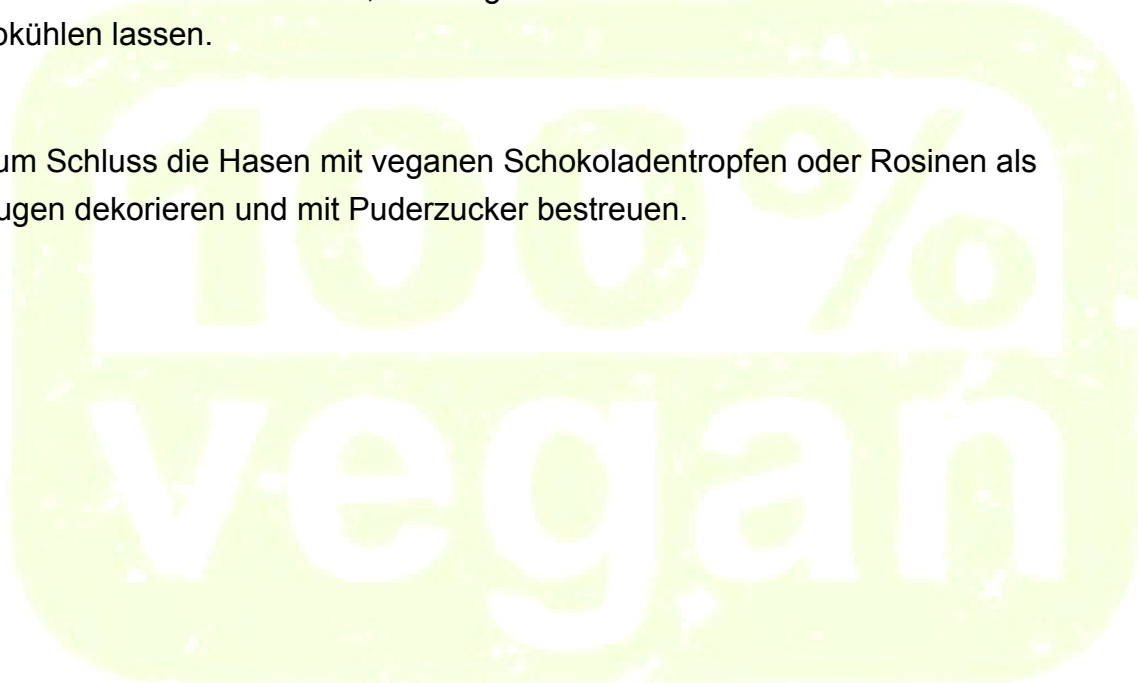 okühlen lassen.
um Schluss die Hasen mit veganen Schokoladentropfen oder Rosinen als
ugen dekorieren und mit Puderzucker bestreuen.
100%
vegan